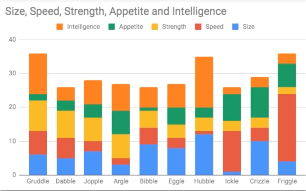 Size, Speed, Strength, Appetite and Intelligence
Intelligence Appetite Strength Speed Size
40
30
20
10
0
Gruddle Dabble Jopple Argle Bibble Eggle Hubble Ickle Crizzle Friggle